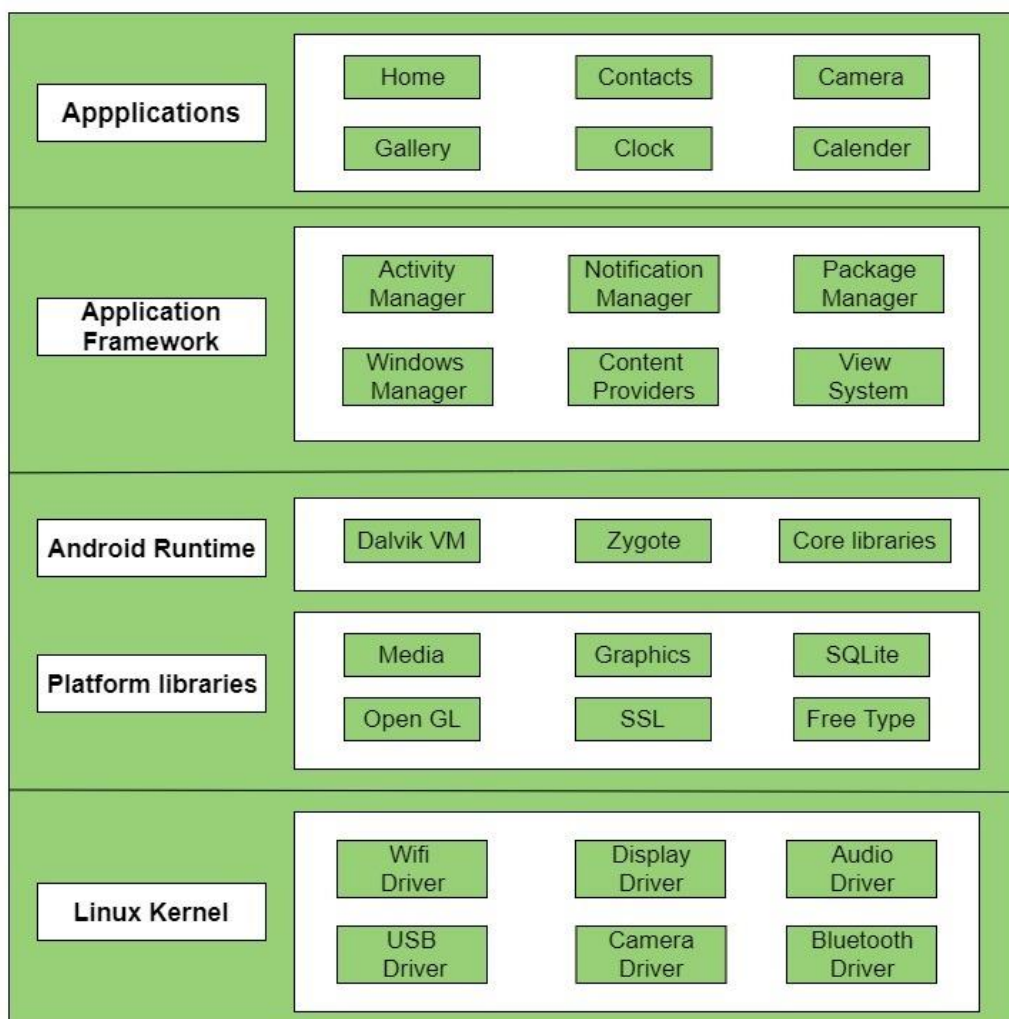 Appplications
Home
Contacts
Camera
Gallery
Clock
Calender
Application
Framework
Activity
Manager
Notification
Manager
Package
Manager
Windows
Manager
Content
Providers
View
System
Android Runtime
Dalvik VM
Zygote
Core libraries
Platform libraries
Media
Graphics
SQLite
Open GL
SSL
Free Type
Linux Kernel
Wifi
Driver
Display
Driver
Audio
Driver
USB
Driver
Camera
Driver
Bluetooth
Driver